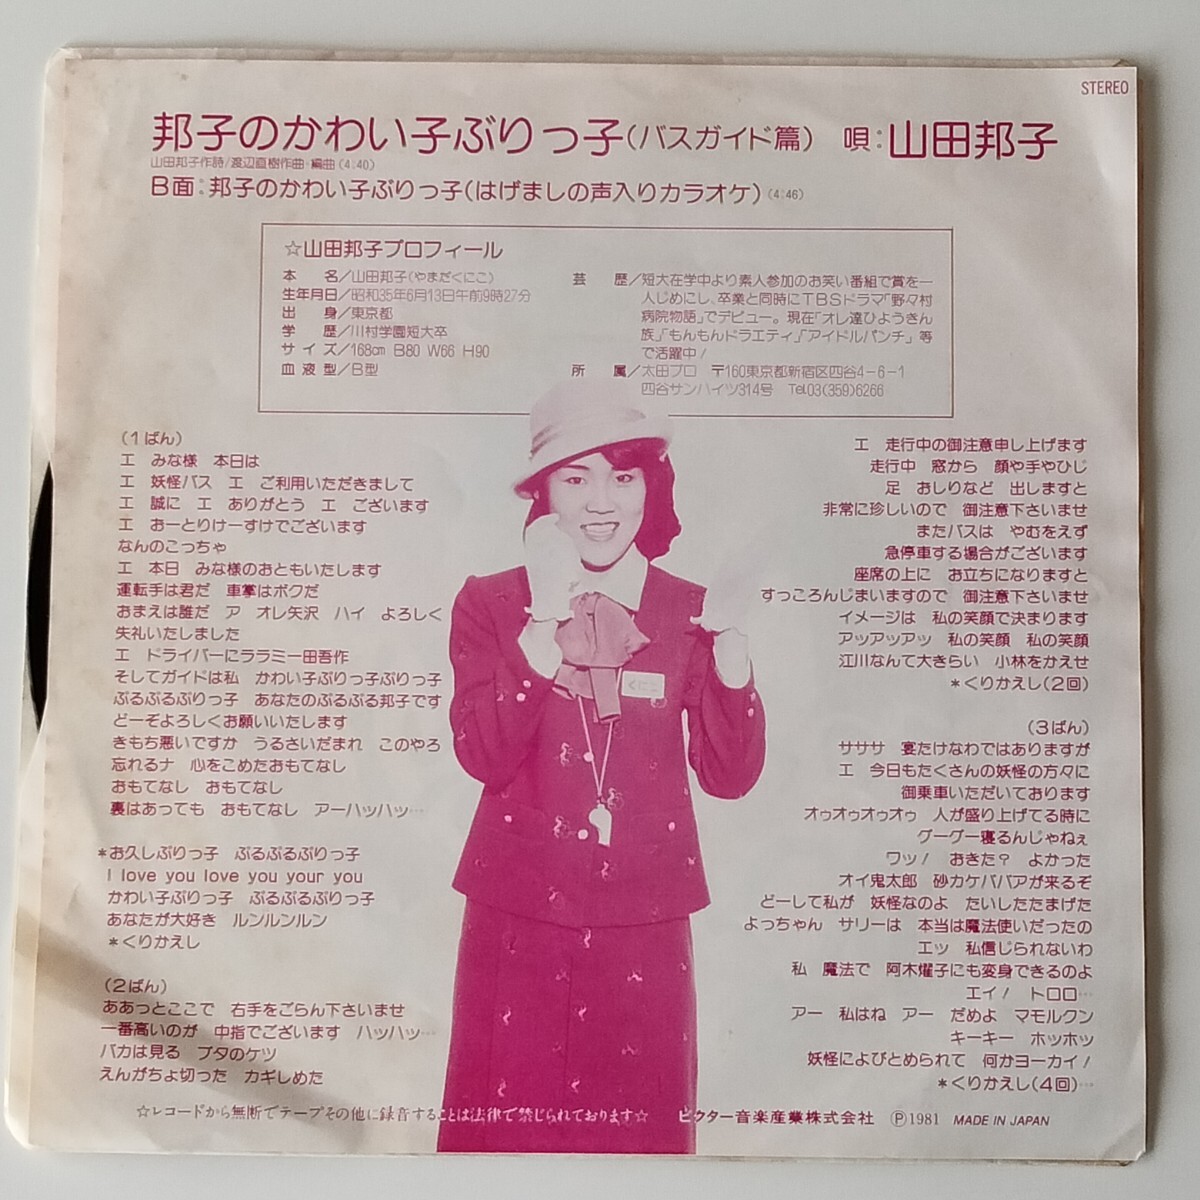 STEREO
邦子のかわい子ぶりっ子(バスガイド篇) 唄:山田邦子
山田邦子作詩/渡辺直樹作曲・編曲(4:40)
B面:邦子のかわい子ぶりっ子(はげましの声入りカラオケ)(4:46)
☆山田邦子プロフィール
本 名/山田邦子(やまだくにこ)
生年月日/昭和35年6月13日午前9時27分
出 身/東京都
学 歴/川村学園短大卒
サイズ/168cm B80 W66 H90
血液型/B型
芸 歴/短大在学中より素人参加のお笑い番組で賞を一
人じめにし、卒業と同時にTBSドラマ「野々村
病院物語」でデビュー。現在「オレ達ひょうきん
族」「もんもんドラエティ」「アイドルパンチ」等
で活躍中!
所 属/太田プロ 〒160東京都新宿区四谷4-6-1
四谷サンハイツ314号 Tel.03(359)6266
(1ばん)
エ みな様 本日は
エ 妖怪バス エ ご利用いただきまして
エ 誠に エ ありがとう エ ございます
エ おーとりけーすけでございます
なんのこっちゃ
エ 本日 みな様のおともいたします
運転手は君だ 車掌はボクだ
おまえは誰だ ア オレ矢沢 ハイ よろしく
失礼いたしました
エ ドライバーにララミー田吾作
そしてガイドは私 かわい子ぶりっ子ぶりっ子
ぶるぶるぶりっ子 あなたのぶるぶる邦子です
どーぞよろしくお願いいたします
きもち悪いですか うるさいだまれ このやろ
忘れるナ 心をこめたおもてなし
おもてなし おもてなし
裏はあっても おもてなし アーハッハッ…
*お久しぶりっ子 ぶるぶるぶりっ子
I love you love you your you
かわい子ぶりっ子 ぶるぶるぶりっ子
あなたが大好き ルンルンルン
*くりかえし
(2ばん)
ああっとここで 右手をごらん下さいませ
一番高いのが 中指でございます ハッハッ…
バカは見る ブタのケツ
えんがちょ切った カギしめた
エ 走行中の御注意申し上げます
走行中 窓から 顔や手やひじ
足 おしりなど 出しますと
非常に珍しいので 御注意下さいませ
またバスは やむをえず
急停車する場合がございます
座席の上に お立ちになりますと
すっころんじまいますので 御注意下さいませ
イメージは 私の笑顔で決まります
アッアッアッ 私の笑顔 私の笑顔
江川なんて大きらい 小林をかえせ
*くりかえし(2回)
(3ばん)
サササ 宴たけなわではありますが
エ 今日もたくさんの妖怪の方々に
御乗車いただいております
オゥオゥオゥオゥ 人が盛り上げてる時に
グーグー寝るんじゃねぇ
ワッ! おきた? よかった
オイ鬼太郎 砂カケババアが来るぞ
どーして私が 妖怪なのよ たいしたたまげた
よっちゃん サリーは 本当は魔法使いだったの
エッ 私信じられないわ
私 魔法で 阿木燿子にも変身できるのよ
エイ! トロロ…
アー 私はね アー だめよ マモルクン
キーキー ホッホッ
妖怪によびとめられて 何かヨーカイ!
*くりかえし(4回)…
くにこ
☆レコードから無断でテープその他に録音することは法律で禁じられております☆ ビクター音楽産業株式会社 Ⓟ1981 MADE IN JAPAN